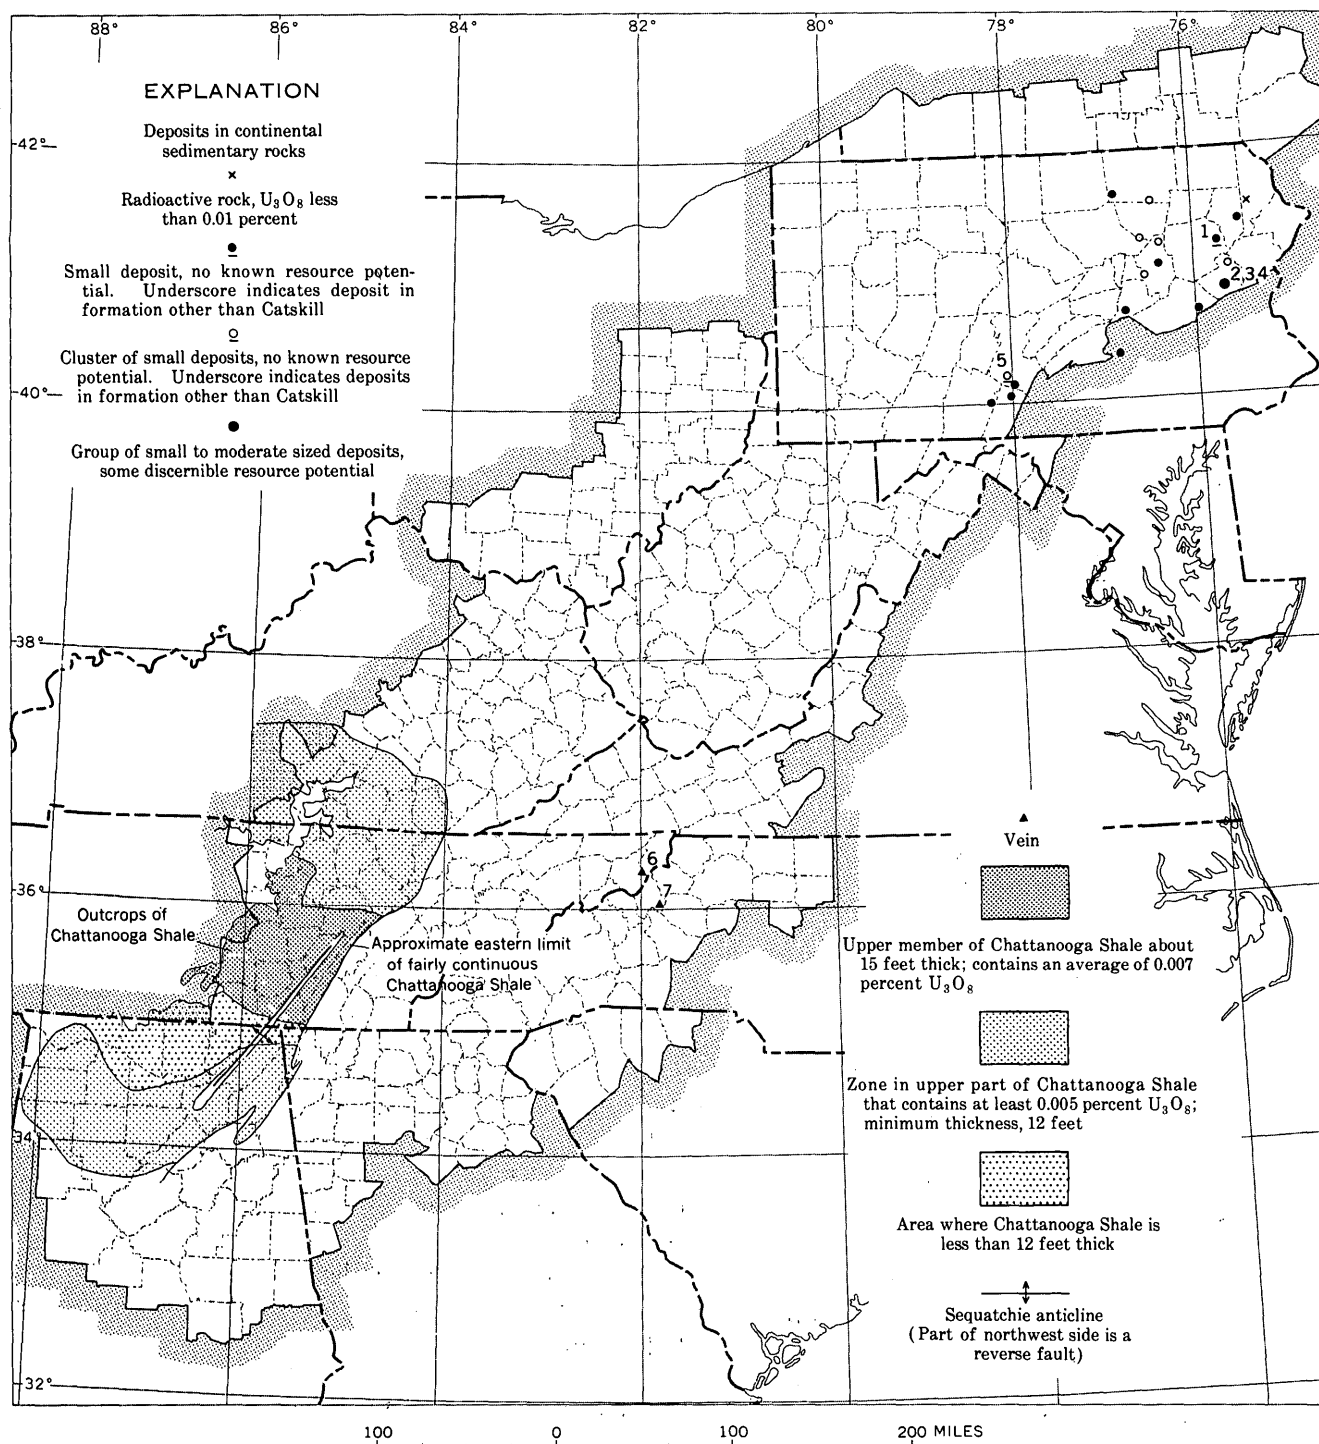 88°
86°
84°
82°
80°
78°
76°
EXPLANATION
Deposits in continental
sedimentary rocks
x
Radioactive rock, U₃O₈ less
than 0.01 percent
Small deposit, no known resource poten-
tial. Underscore indicates deposit in
formation other than Catskill
Cluster of small deposits, no known resource
potential. Underscore indicates deposits
in formation other than Catskill
Group of small to moderate sized deposits,
some discernible resource potential
42°
40°
38°
36°
34
32°
1
2,3,4
5
6
7
Outcrops of
Chattanooga Shale
Approximate eastern limit
of fairly continuous
Chattanooga Shale
Vein
Upper member of Chattanooga Shale about
15 feet thick; contains an average of 0.007
percent U₃O₈
Zone in upper part of Chattanooga Shale
that contains at least 0.005 percent U₃O₈;
minimum thickness, 12 feet
Area where Chattanooga Shale is
less than 12 feet thick
Sequatchie anticline
(Part of northwest side is a
reverse fault)
100 0 100 200 MILES